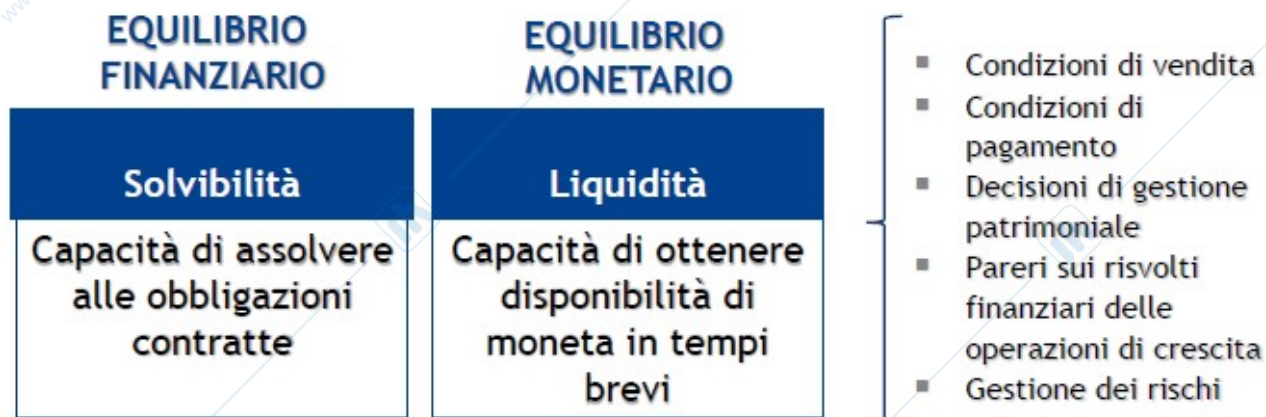 EQUILIBRIO
FINANZIARIO
Solvibilità
Capacità di assolvere
alle obbligazioni
contratte
EQUILIBRIO
MONETARIO
Liquidità
Capacità di ottenere
disponibilità di
moneta in tempi
brevi
▪ Condizioni di vendita
▪ Condizioni di
pagamento
▪ Decisioni di gestione
patrimoniale
▪ Pareri sui risvolti
finanziari delle
operazioni di crescita
▪ Gestione dei rischi